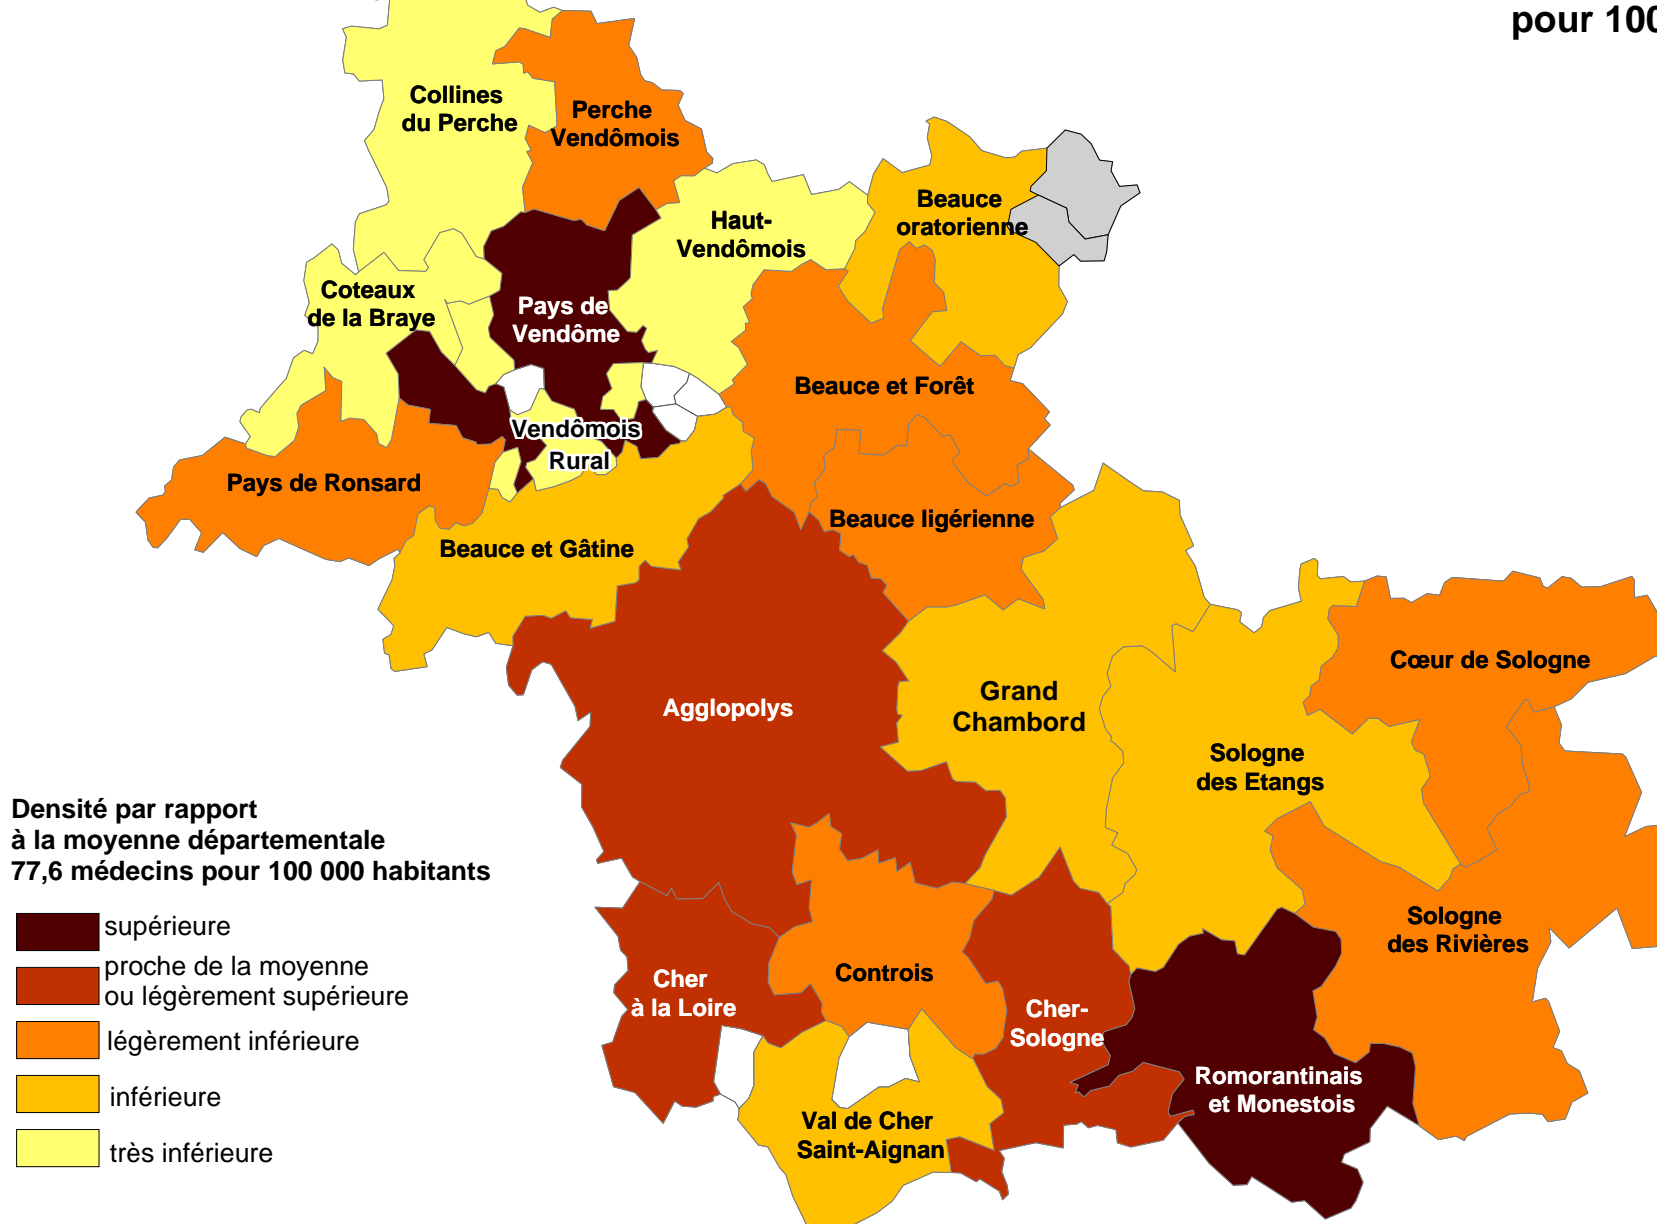 pour 100
Collines
du Perche
Perche
Vendômois
Beauce
oratorienne
Haut-
Vendômois
Coteaux
de la Braye
Pays de
Vendôme
Beauce et Forêt
Vendômois
Rural
Pays de Ronsard
Beauce ligérienne
Beauce et Gâtine
Cœur de Sologne
Grand
Chambord
Agglopolys
Sologne
des Etangs
Densité par rapport
à la moyenne départementale
77,6 médecins pour 100 000 habitants
supérieure
proche de la moyenne
ou légèrement supérieure
légèrement inférieure
inférieure
très inférieure
Sologne
des Rivières
Controis
Cher
à la Loire
Cher-
Sologne
Romorantinais
et Monestois
Val de Cher
Saint-Aignan